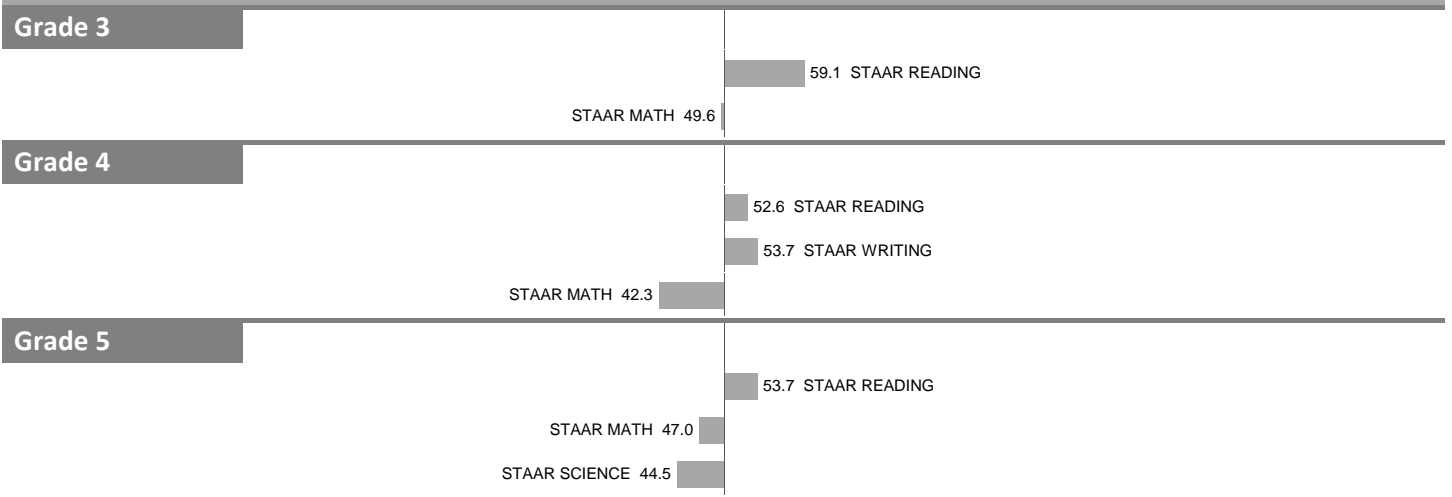 Grade 3
59.1 STAAR READING
STAAR MATH 49.6
Grade 4
52.6 STAAR READING
53.7 STAAR WRITING
STAAR MATH 42.3
Grade 5
53.7 STAAR READING
STAAR MATH 47.0
STAAR SCIENCE 44.5